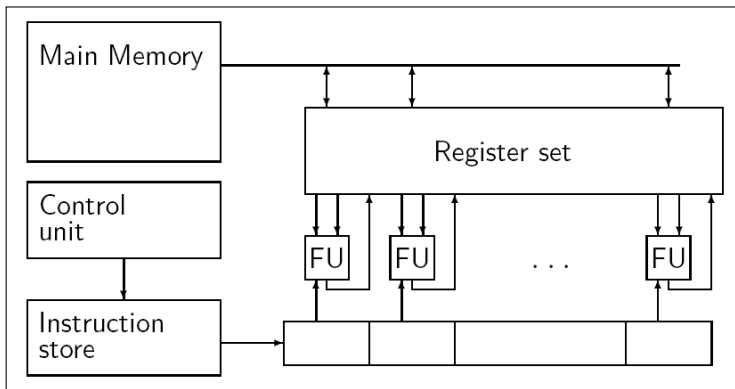 Main Memory
Register set
Control
unit
FU FU . . . FU
Instruction
store